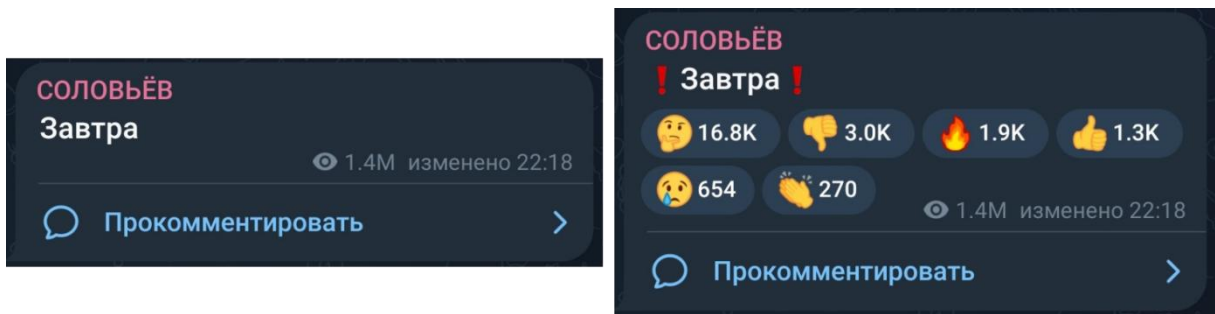 СОЛОВЬЁВ
Завтра
1.4M изменено 22:18
Прокомментировать
СОЛОВЬЁВ
❗Завтра❗
🤔 16.8K 👎 3.0K 🔥 1.9K 👍 1.3K
😢 654 👏 270
1.4M изменено 22:18
Прокомментировать